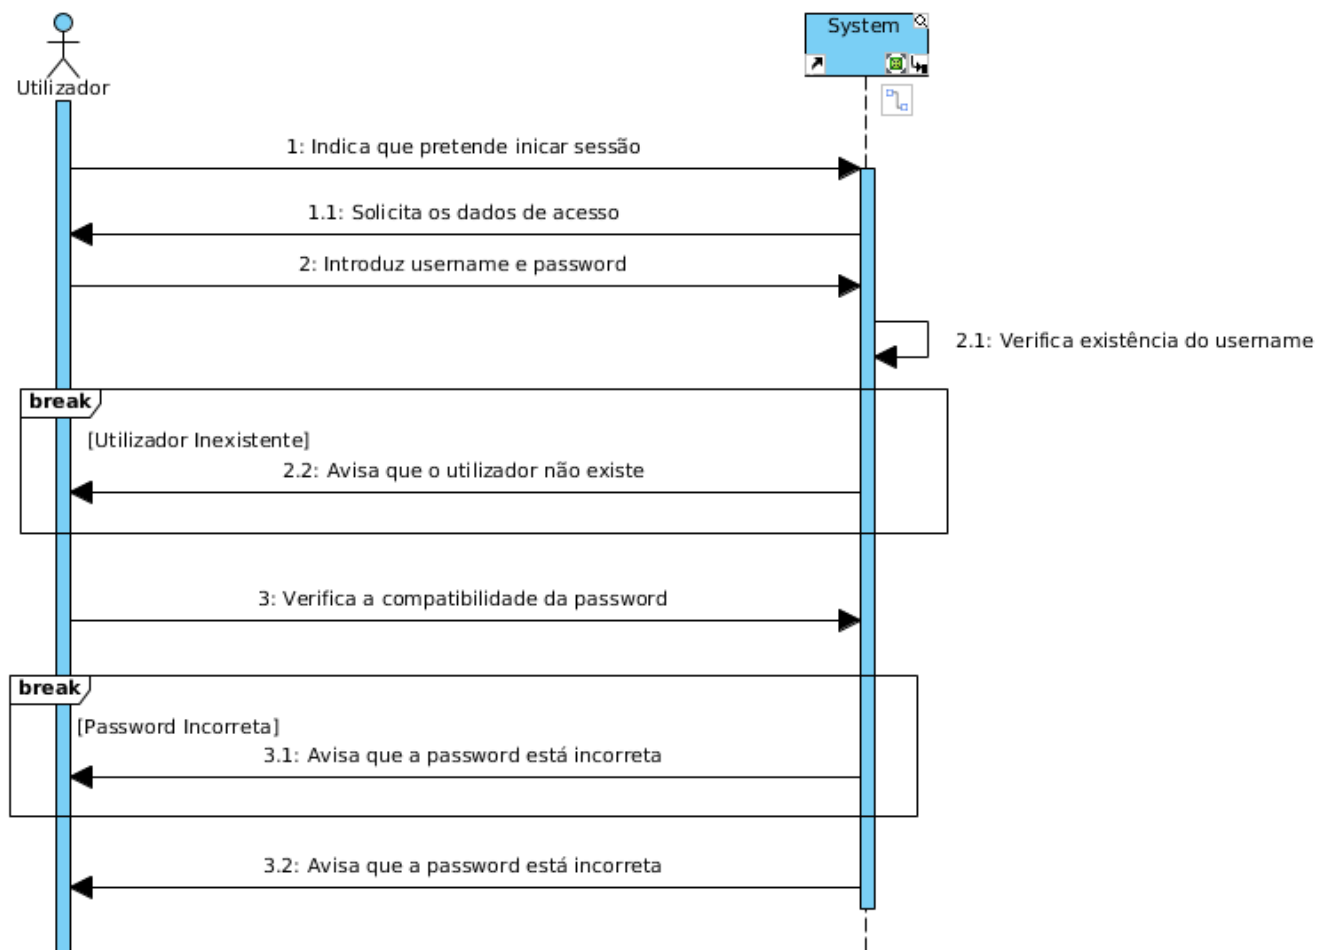 System
Utilizador
1: Indica que pretende inicar sessão
1.1: Solicita os dados de acesso
2: Introduz username e password
2.1: Verifica existência do username
break
[Utilizador Inexistente]
2.2: Avisa que o utilizador não existe
3: Verifica a compatibilidade da password
break
[Password Incorreta]
3.1: Avisa que a password está incorreta
3.2: Avisa que a password está incorreta